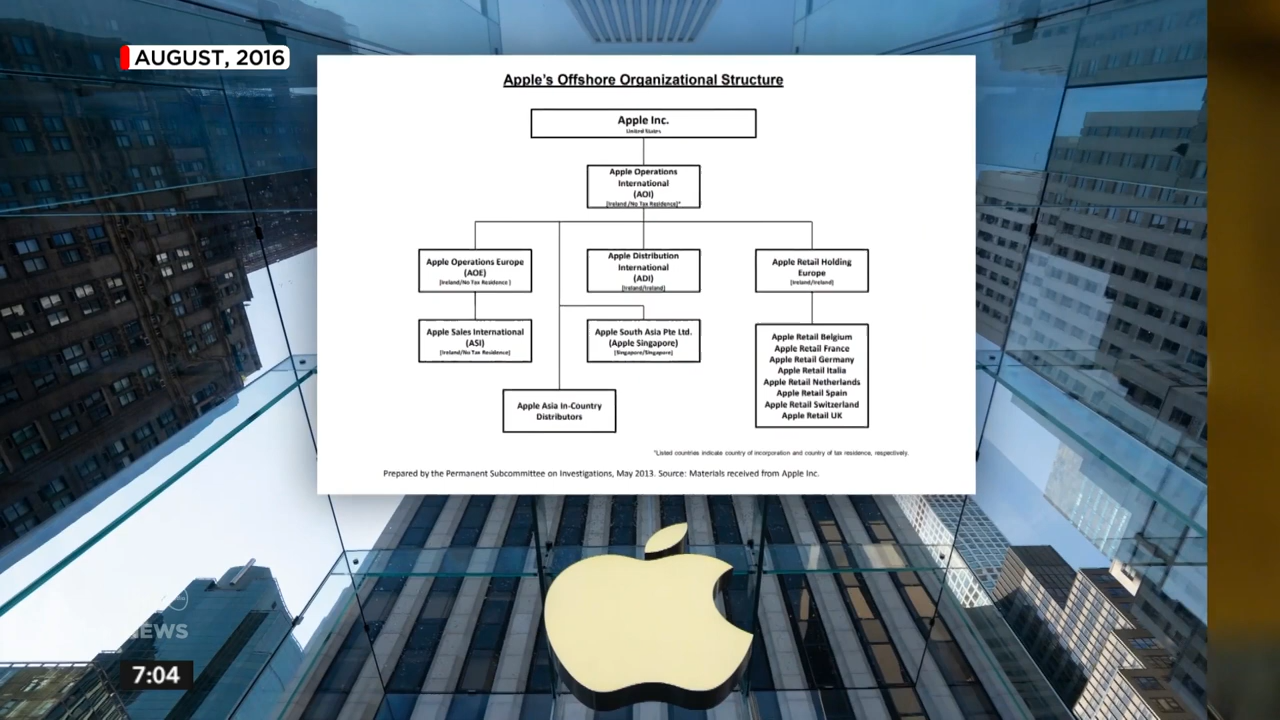 AUGUST, 2016
Apple's Offshore Organizational Structure
Apple Inc.
United States
Apple Operations
International
(AOI)
[Ireland /No Tax Residence]*
Apple Operations Europe
(AOE)
[Ireland/No Tax Residence ]
Apple Distribution
International
(ADI)
[Ireland/Ireland]
Apple Retail Holding
Europe
[Ireland/Ireland]
Apple Sales International
(ASI)
[Ireland/No Tax Residence]
Apple South Asia Pte Ltd.
(Apple Singapore)
[Singapore/Singapore]
Apple Retail Belgium
Apple Retail France
Apple Retail Germany
Apple Retail Italia
Apple Retail Netherlands
Apple Retail Spain
Apple Retail Switzerland
Apple Retail UK
Apple Asia In-Country
Distributors
*Listed countries indicate country of incorporation and country of tax residence, respectively.
Prepared by the Permanent Subcommittee on Investigations, May 2013. Source: Materials received from Apple Inc.
NEWS
7:04